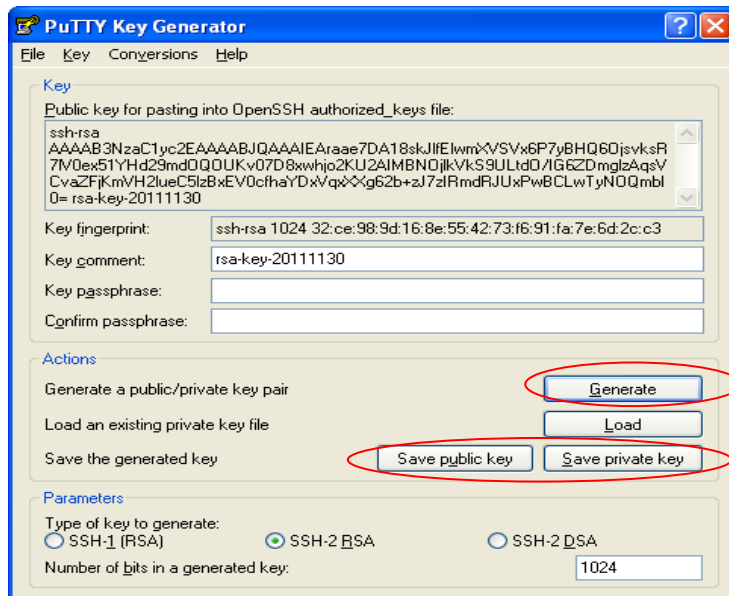 PuTTY Key Generator
File Key Conversions Help
Key
Public key for pasting into OpenSSH authorized_keys file:
ssh-rsa
Key fingerprint: ssh-rsa 1024 32:ce:98:9d:16:8e:55:42:73:f6:91:fa:7e:6d:2c:c3
Key comment: rsa-key-20111130
Key passphrase:
Confirm passphrase:
0= rsa-key-20111130
Actions
Generate a public/private key pair Generate
Load an existing private key file Load
Save the generated key Save public key Save private key
Parameters
Type of key to generate:
SSH-1 (RSA) SSH-2 RSA SSH-2 DSA
Number of bits in a generated key: 1024